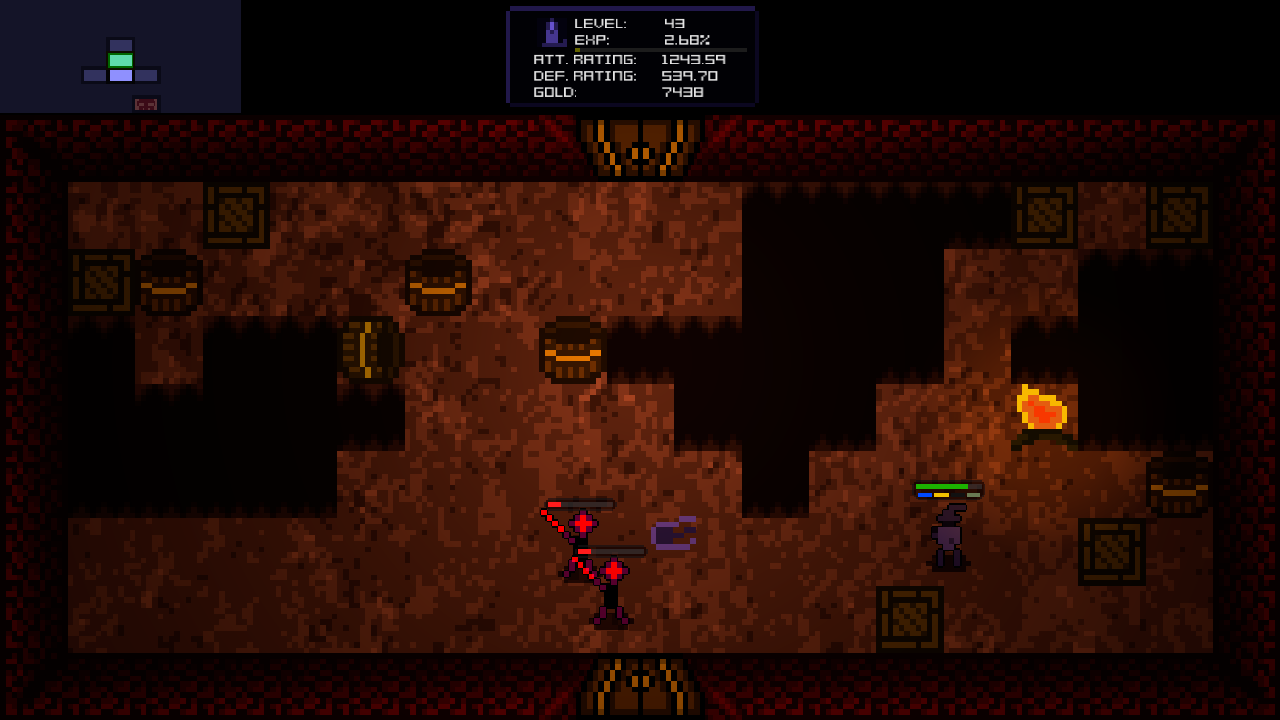 LEVEL: 43
EXP: 2.68%
ATT. RATING: 1243.59
DEF. RATING: 539.70
GOLD: 7438